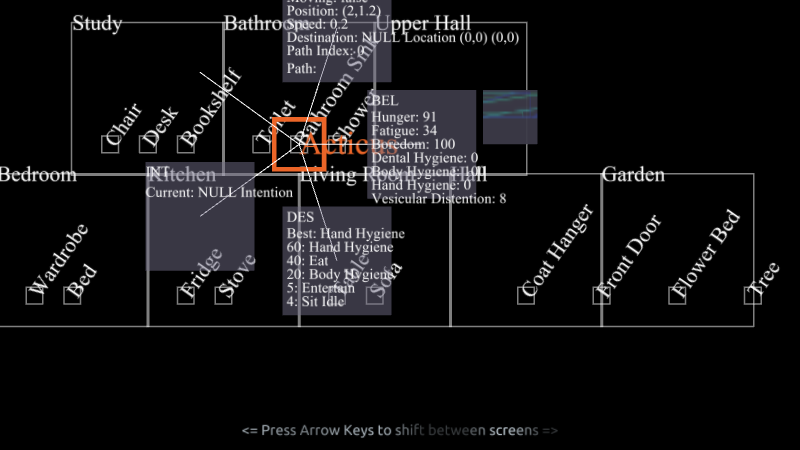 Moving: false
Position: (2,1.2)
Speed: 0.2
Destination: NULL Location (0,0) (0,0)
Path Index: 0
Path:
Study
Bathroom
Upper Hall
Chair
Desk
Bookshelf
Toilet
Bathroom Sink
Shower
BEL
Hunger: 91
Fatigue: 34
Boredom: 100
Dental Hygiene: 0
Body Hygiene: 100
Hand Hygiene: 0
Vesicular Distention: 8
Bedroom
Kitchen
Living Room
Hall
Garden
INT
Current: NULL Intention
DES
Best: Hand Hygiene
60: Hand Hygiene
40: Eat
20: Body Hygiene
5: Entertain
4: Sit Idle
Wardrobe
Bed
Fridge
Stove
Sofa
Coat Hanger
Front Door
Flower Bed
Tree
<= Press Arrow Keys to shift between screens =>